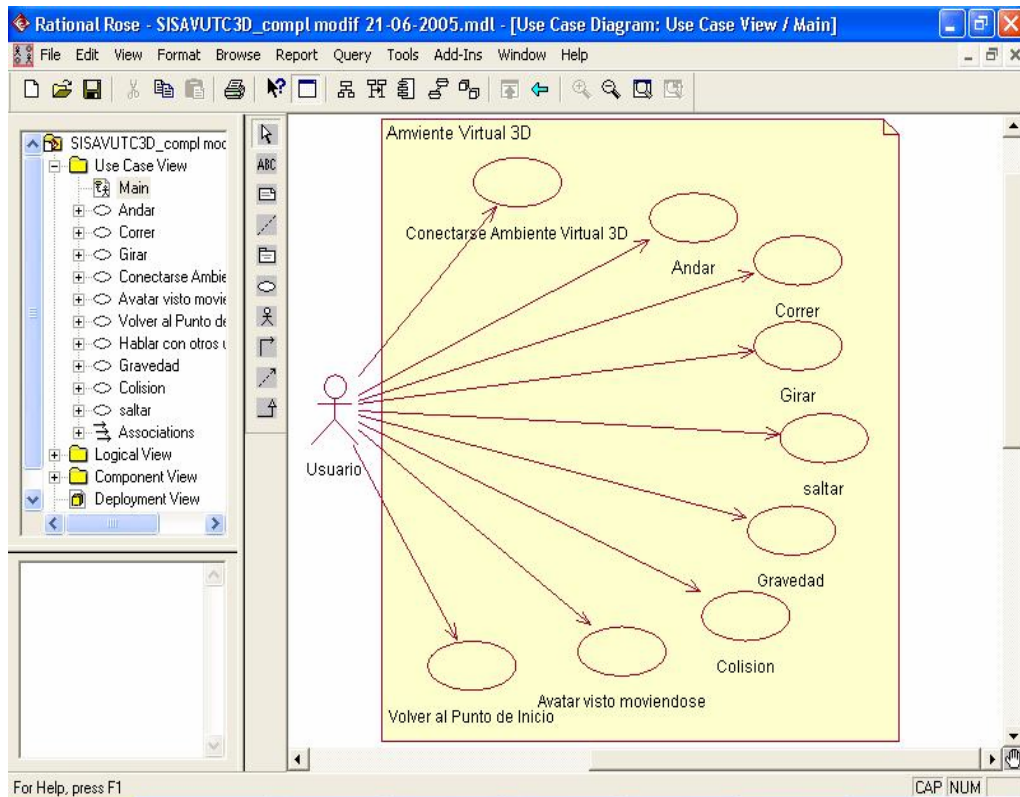 Rational Rose - SISAVUTC3D_compl modif 21-06-2005.mdl - [Use Case Diagram: Use Case View / Main]
File Edit View Format Browse Report Query Tools Add-Ins Window Help
SISAVUTC3D_compl moc
Use Case View
Main
Andar
Correr
Girar
Conectarse Ambie
Avatar visto movie
Volver al Punto de
Hablar con otros u
Gravedad
Colision
saltar
Associations
Logical View
Component View
Deployment View
ABC
Amviente Virtual 3D
Conectarse Ambiente Virtual 3D
Andar
Correr
Girar
saltar
Gravedad
Colision
Avatar visto moviendose
Volver al Punto de Inicio
Usuario
For Help, press F1
CAP NUM